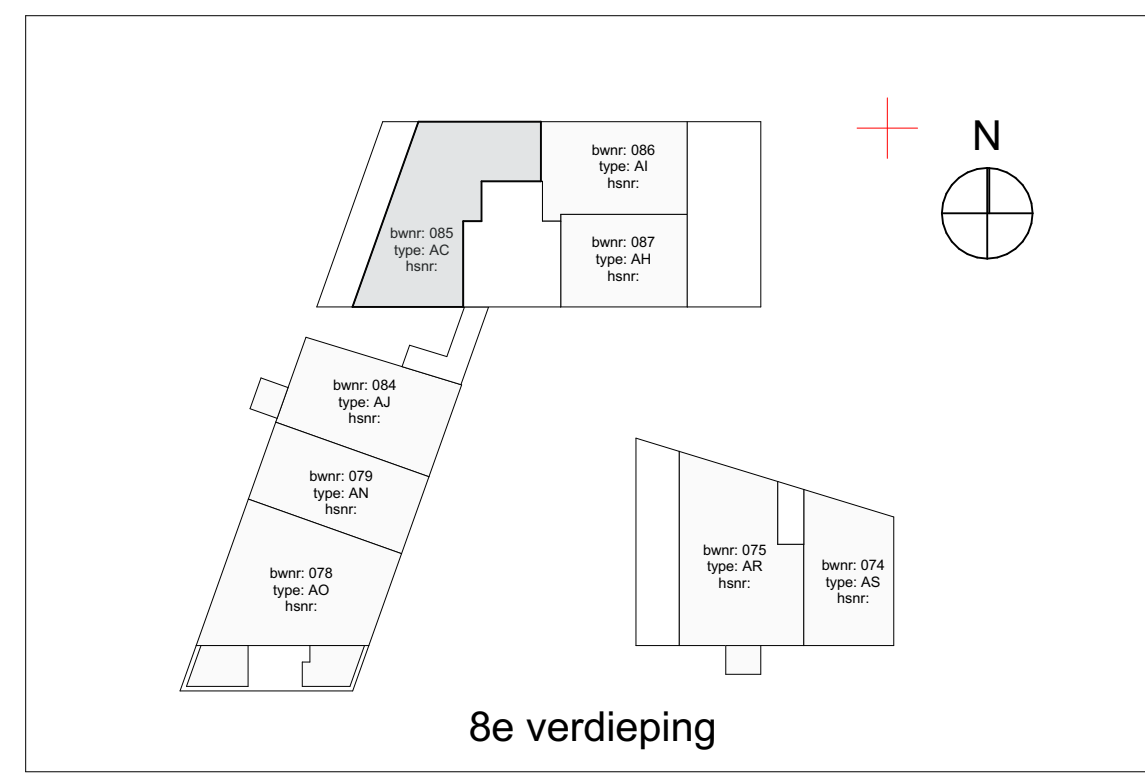 N
bwnr: 086
type: AI
hsnr:
bwnr: 085
type: AC
hsnr:
bwnr: 087
type: AH
hsnr:
bwnr: 084
type: AJ
hsnr:
bwnr: 079
type: AN
hsnr:
bwnr: 078
type: AO
hsnr:
bwnr: 075
type: AR
hsnr:
bwnr: 074
type: AS
hsnr:
8e verdieping